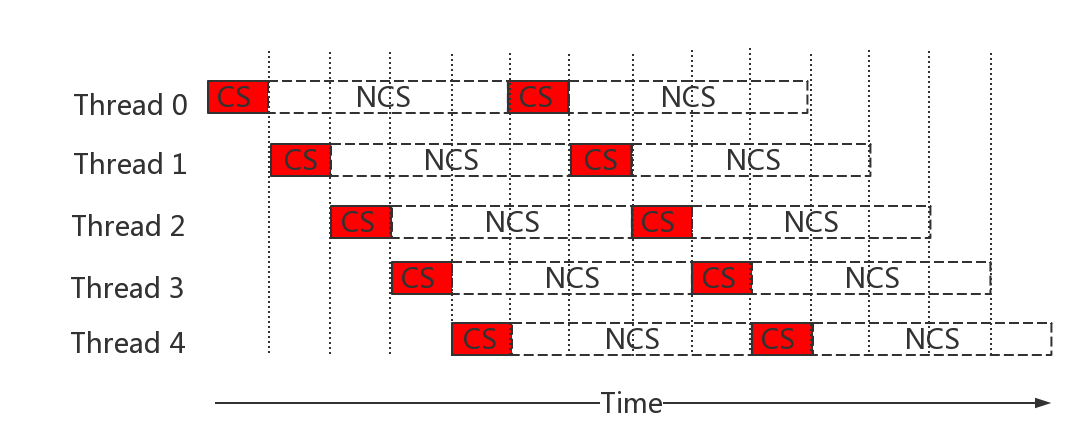 Thread 0 CS NCS CS NCS
Thread 1 CS NCS CS NCS
Thread 2 CS NCS CS NCS
Thread 3 CS NCS CS NCS
Thread 4 CS NCS CS NCS
Time